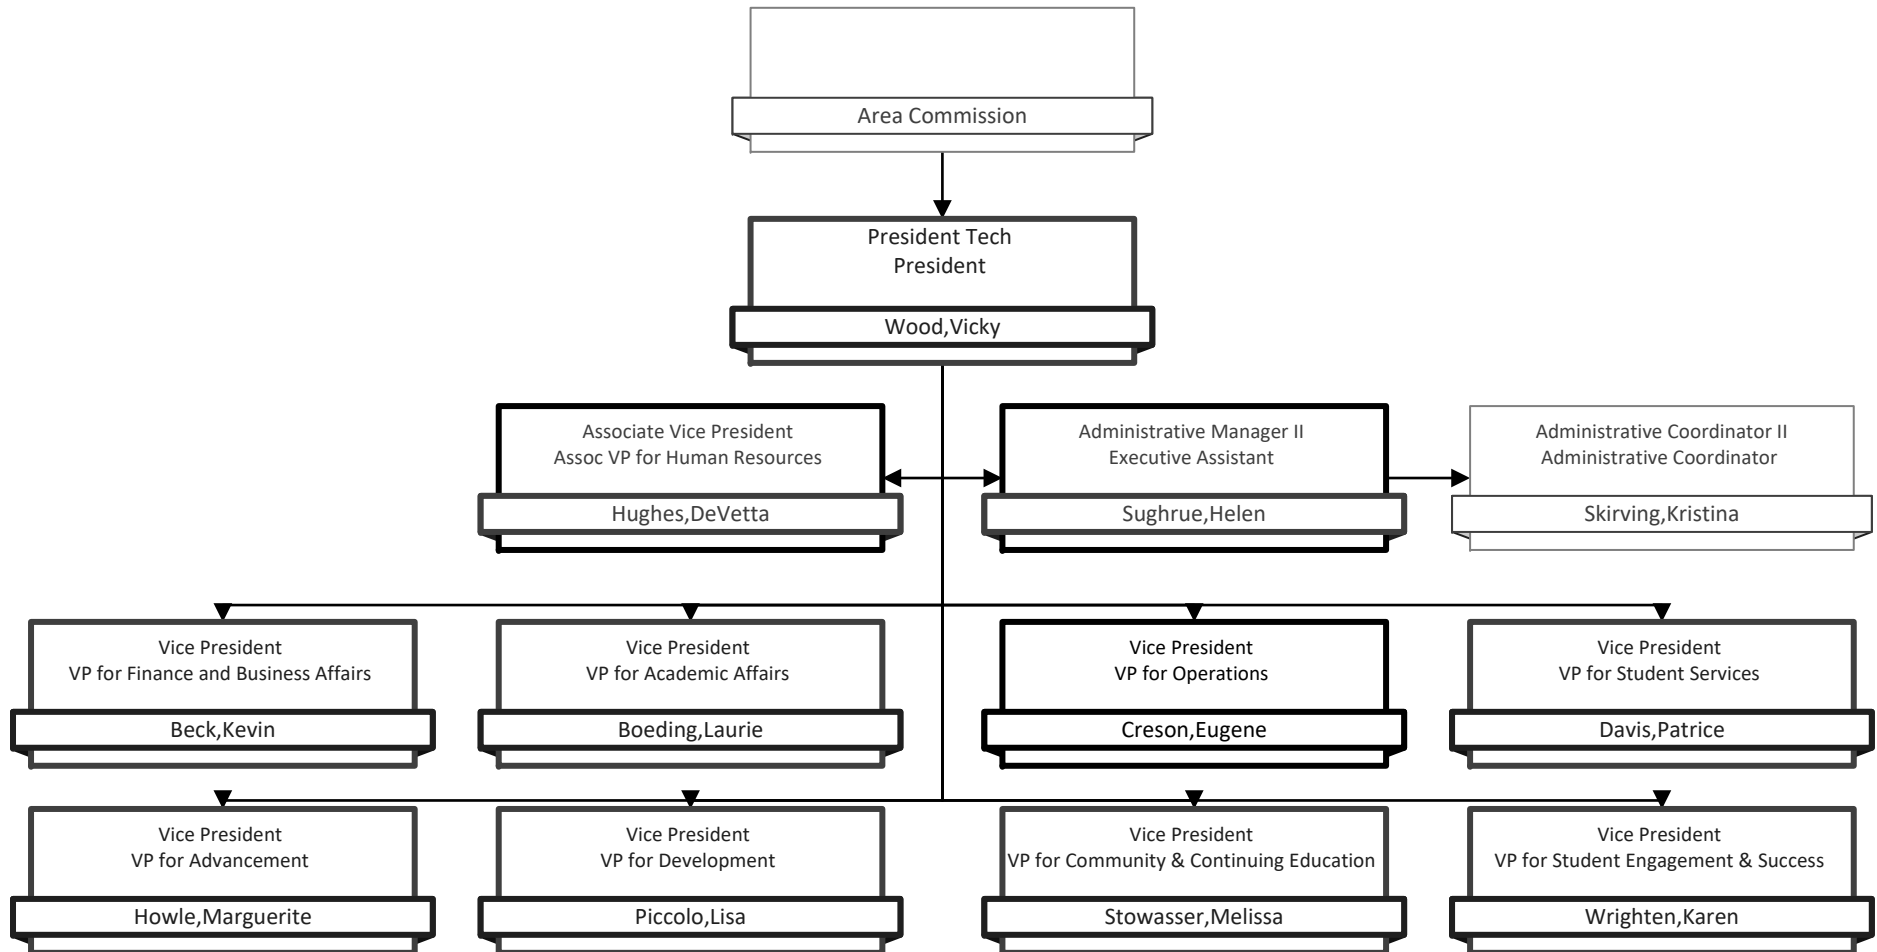 Area Commission
President Tech
President
Wood,Vicky
Associate Vice President
Assoc VP for Human Resources
Hughes,DeVetta
Administrative Manager II
Executive Assistant
Sughrue,Helen
Administrative Coordinator II
Administrative Coordinator
Skirving,Kristina
Vice President
VP for Finance and Business Affairs
Beck,Kevin
Vice President
VP for Academic Affairs
Boeding,Laurie
Vice President
VP for Operations
Creson,Eugene
Vice President
VP for Student Services
Davis,Patrice
Vice President
VP for Advancement
Howle,Marguerite
Vice President
VP for Development
Piccolo,Lisa
Vice President
VP for Community & Continuing Education
Stowasser,Melissa
Vice President
VP for Student Engagement & Success
Wrighten,Karen